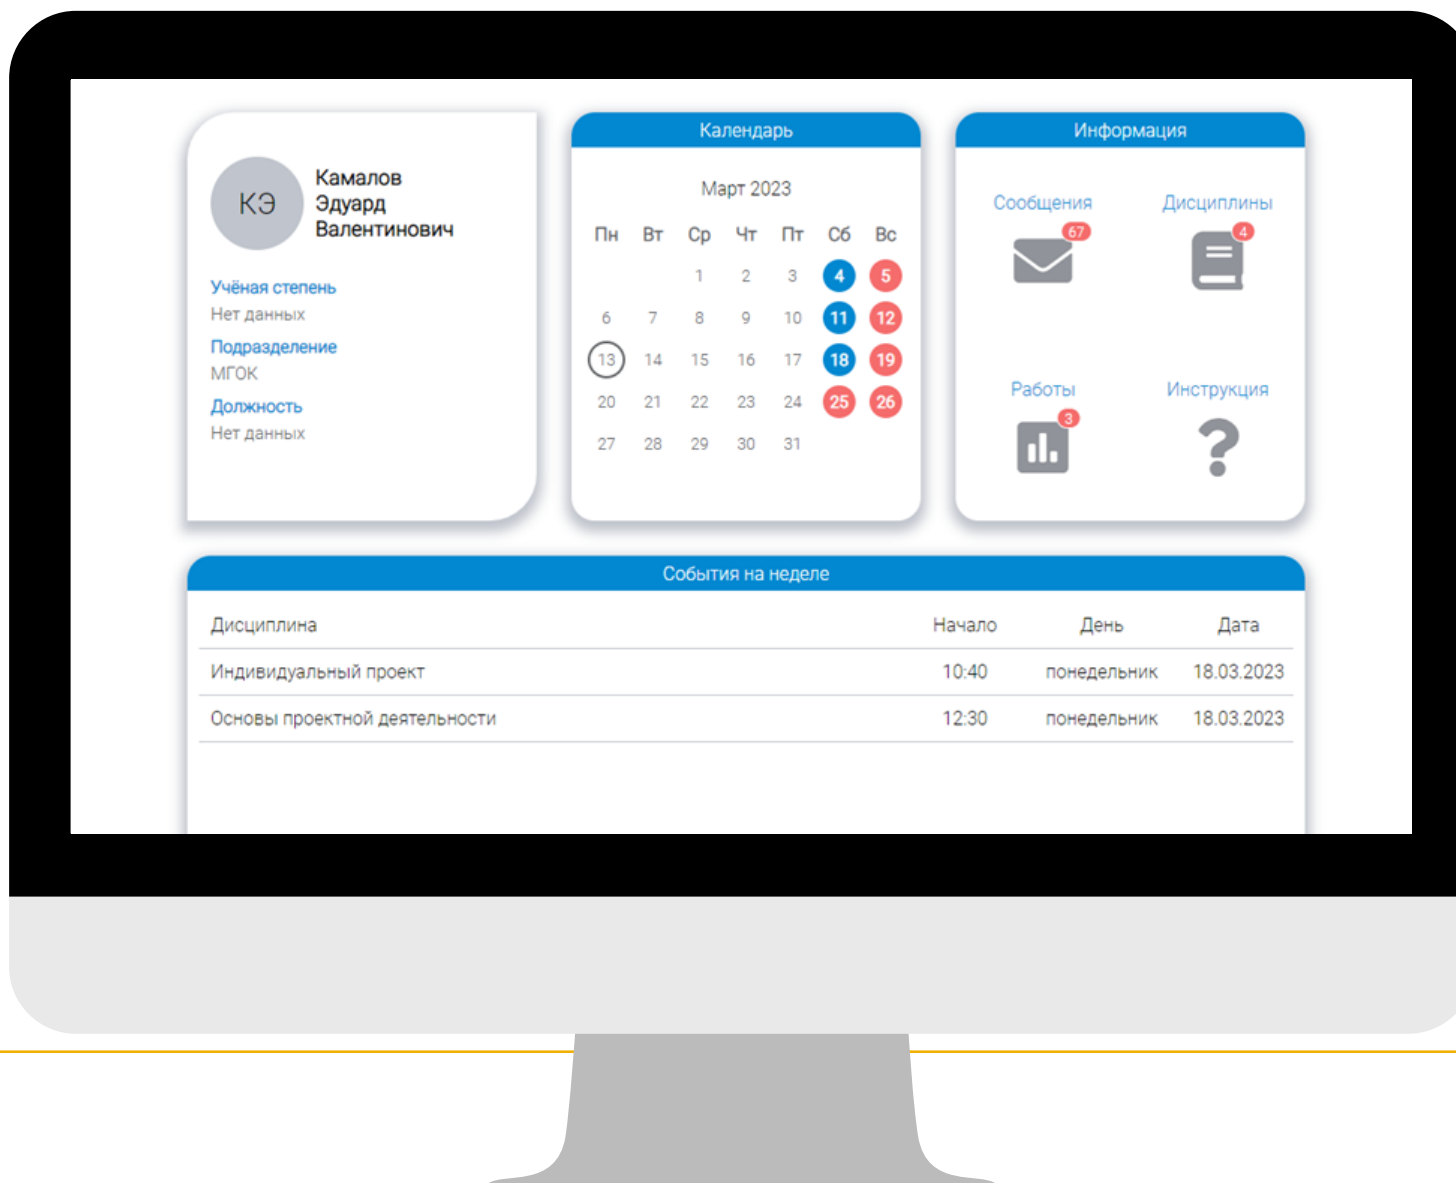 КЭ
Камалов
Эдуард
Валентинович
Учёная степень
Нет данных
Подразделение
МГОК
Должность
Нет данных
Календарь
Март 2023
Пн Вт Ср Чт Пт Сб Вс
1 2 3 4 5
6 7 8 9 10 11 12
13 14 15 16 17 18 19
20 21 22 23 24 25 26
27 28 29 30 31
Информация
Сообщения
67
Дисциплины
4
Работы
3
Инструкция
События на неделе
Дисциплина Начало День Дата
Индивидуальный проект 10:40 понедельник 18.03.2023
Основы проектной деятельности 12:30 понедельник 18.03.2023